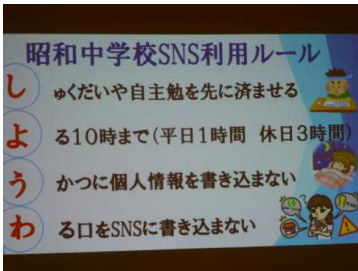 昭和中学校SNS利用ルール
しゅくだいや自主勉を先に済ませる
よる10時まで(平日1時間 休日3時間)
うかつに個人情報を書き込まない
わる口をSNSに書き込まない